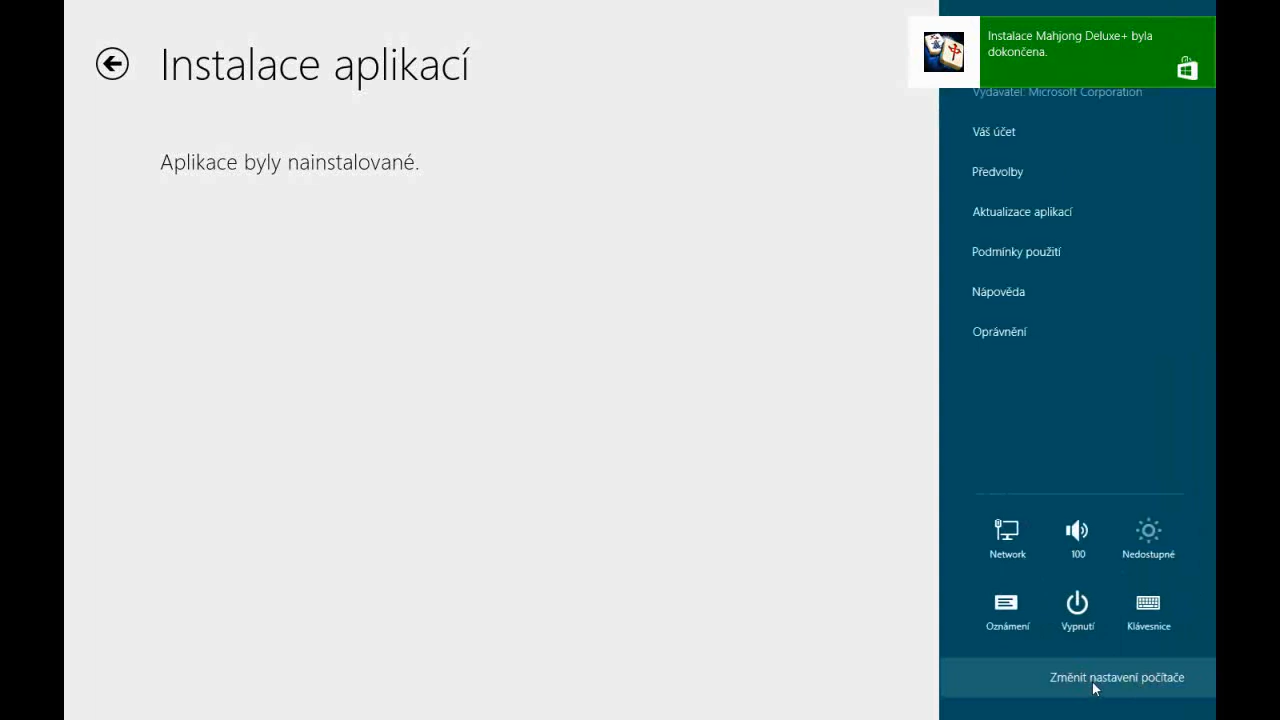 Instalace aplikací
Aplikace byly nainstalované.
Instalace Mahjong Deluxe+ byla
dokončena.
Vydavatel: Microsoft Corporation
Váš účet
Předvolby
Aktualizace aplikací
Podmínky použití
Nápověda
Oprávnění
Network
100
Nedostupné
Oznámení
Vypnutí
Klávesnice
Změnit nastavení počítače